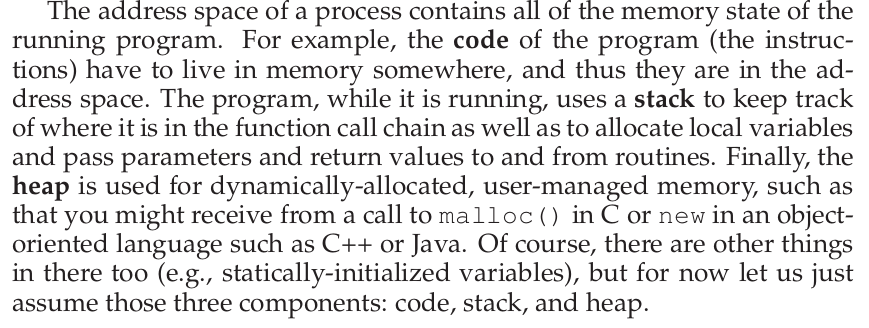 The address space of a process contains all of the memory state of the
running program. For example, the code of the program (the instruc-
tions) have to live in memory somewhere, and thus they are in the ad-
dress space. The program, while it is running, uses a stack to keep track
of where it is in the function call chain as well as to allocate local variables
and pass parameters and return values to and from routines. Finally, the
heap is used for dynamically-allocated, user-managed memory, such as
that you might receive from a call to malloc() in C or new in an object-
oriented language such as C++ or Java. Of course, there are other things
in there too (e.g., statically-initialized variables), but for now let us just
assume those three components: code, stack, and heap.